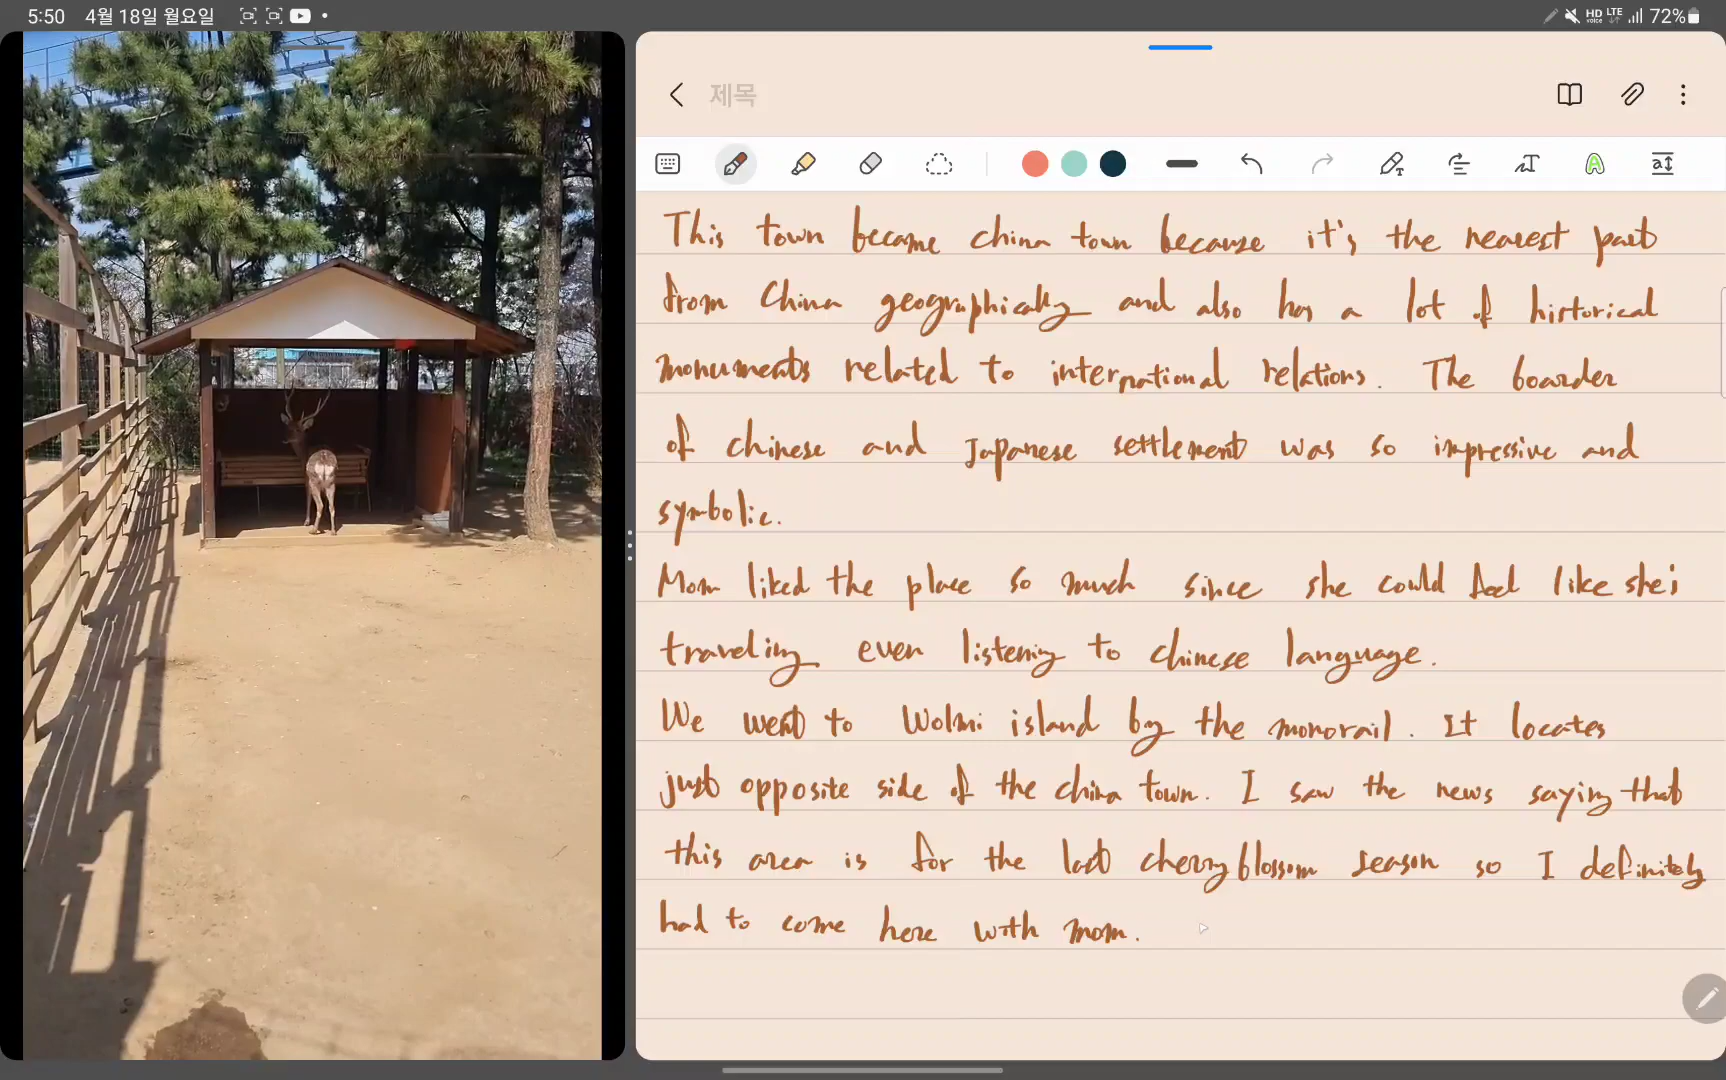 5:50 4월 18일 월요일
HD voice LTE 72%
제목
This town became china town because it's the nearest part
from China geographically and also has a lot of historical
monuments related to international relations. The boarder
of chinese and Japanese settlement was so impressive and
symbolic.
Mom liked the place so much since she could feel like she's
traveling even listening to chinese language.
We went to Wolmi island by the monorail. It locates
just opposite side of the china town. I saw the news saying that
this area is for the last cherry blossom season so I definitely
had to come here with mom.